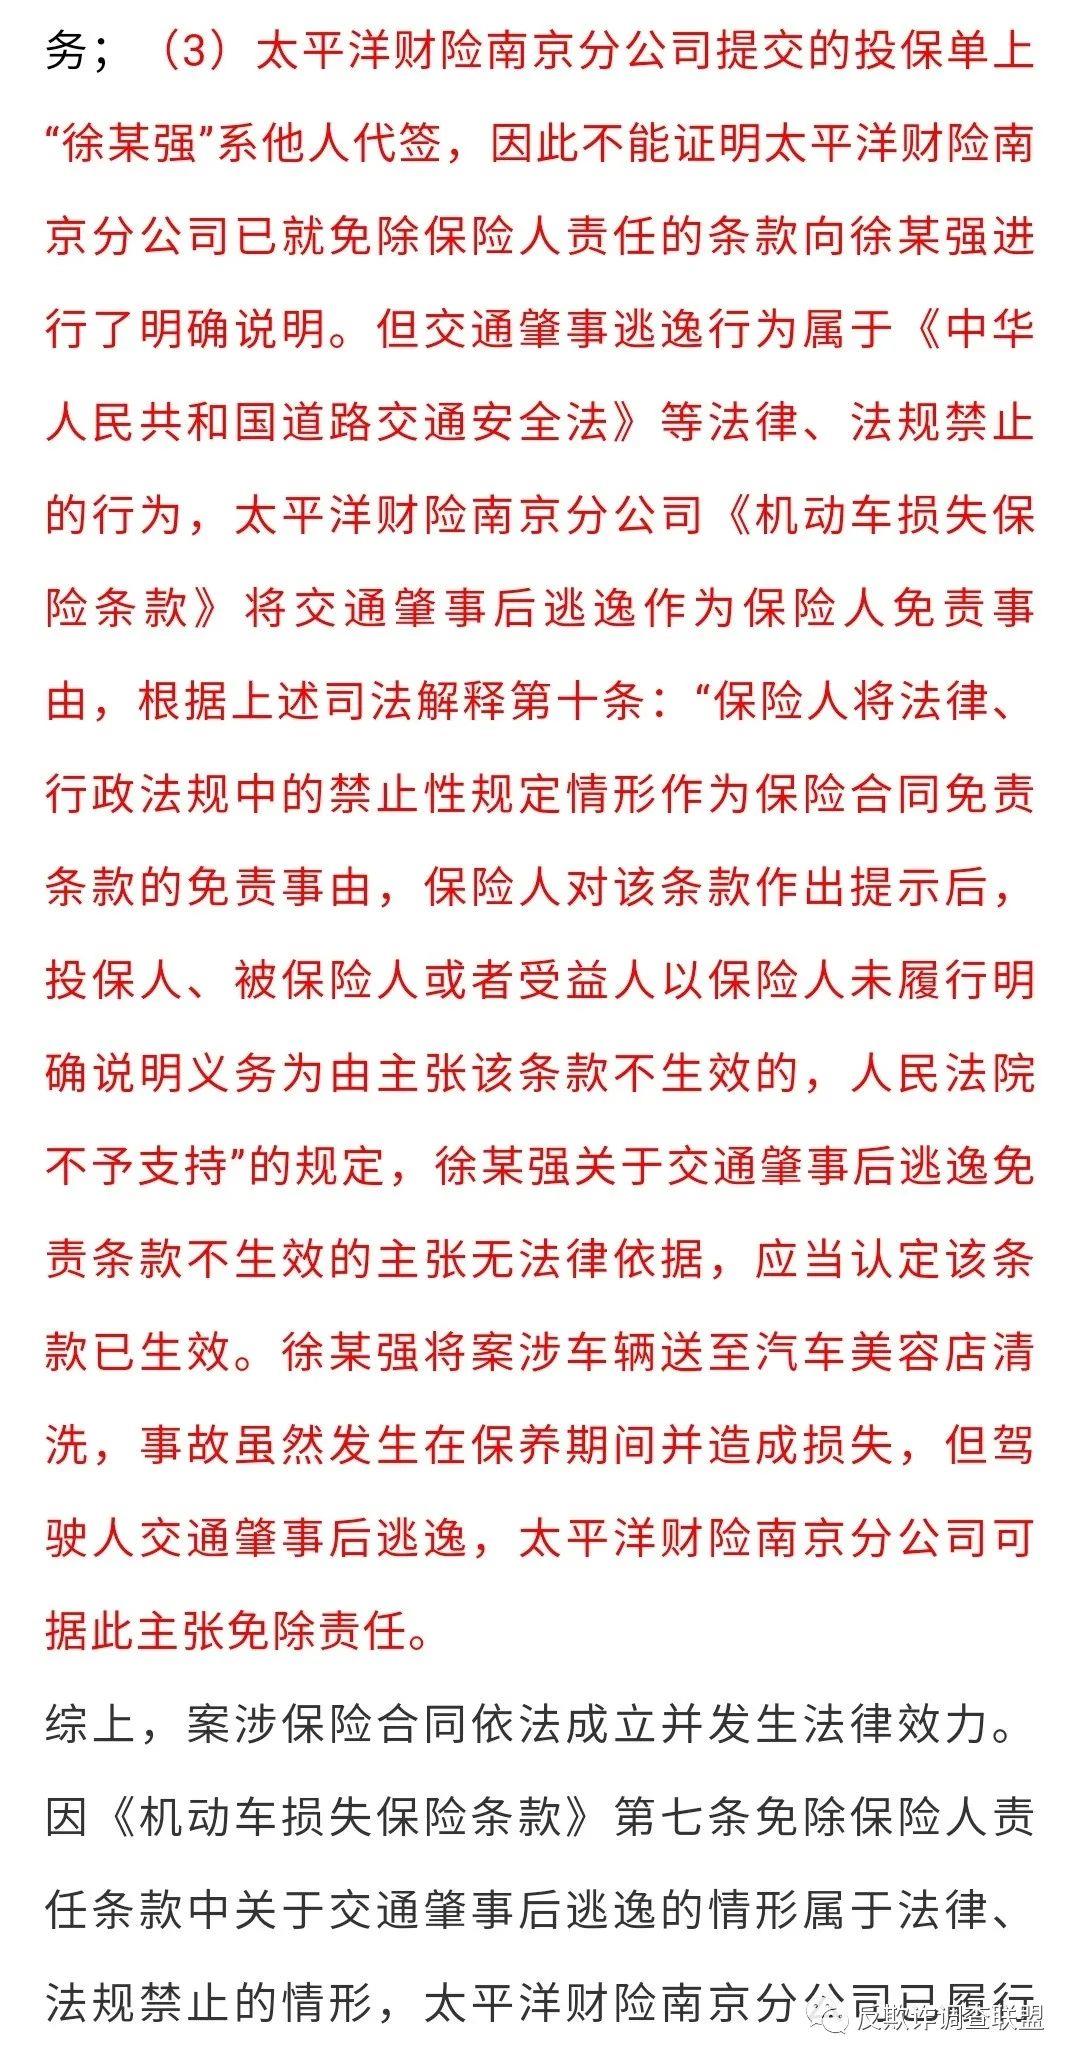 务；（3）太平洋财险南京分公司提交的投保单上
“徐某强”系他人代签，因此不能证明太平洋财险南
京分公司已就免除保险人责任的条款向徐某强进
行了明确说明。但交通肇事逃逸行为属于《中华
人民共和国道路交通安全法》等法律、法规禁止
的行为，太平洋财险南京分公司《机动车损失保
险条款》将交通肇事后逃逸作为保险人免责事
由，根据上述司法解释第十条：“保险人将法律、
行政法规中的禁止性规定情形作为保险合同免责
条款的免责事由，保险人对该条款作出提示后，
投保人、被保险人或者受益人以保险人未履行明
确说明义务为由主张该条款不生效的，人民法院
不予支持”的规定，徐某强关于交通肇事后逃逸免
责条款不生效的主张无法律依据，应当认定该条
款已生效。徐某强将案涉车辆送至汽车美容店清
洗，事故虽然发生在保养期间并造成损失，但驾
驶人交通肇事后逃逸，太平洋财险南京分公司可
据此主张免除责任。
综上，案涉保险合同依法成立并发生法律效力。
因《机动车损失保险条款》第七条免除保险人责
任条款中关于交通肇事后逃逸的情形属于法律、
法规禁止的情形，太平洋财险南京分公司已履行
反欺诈调查联盟